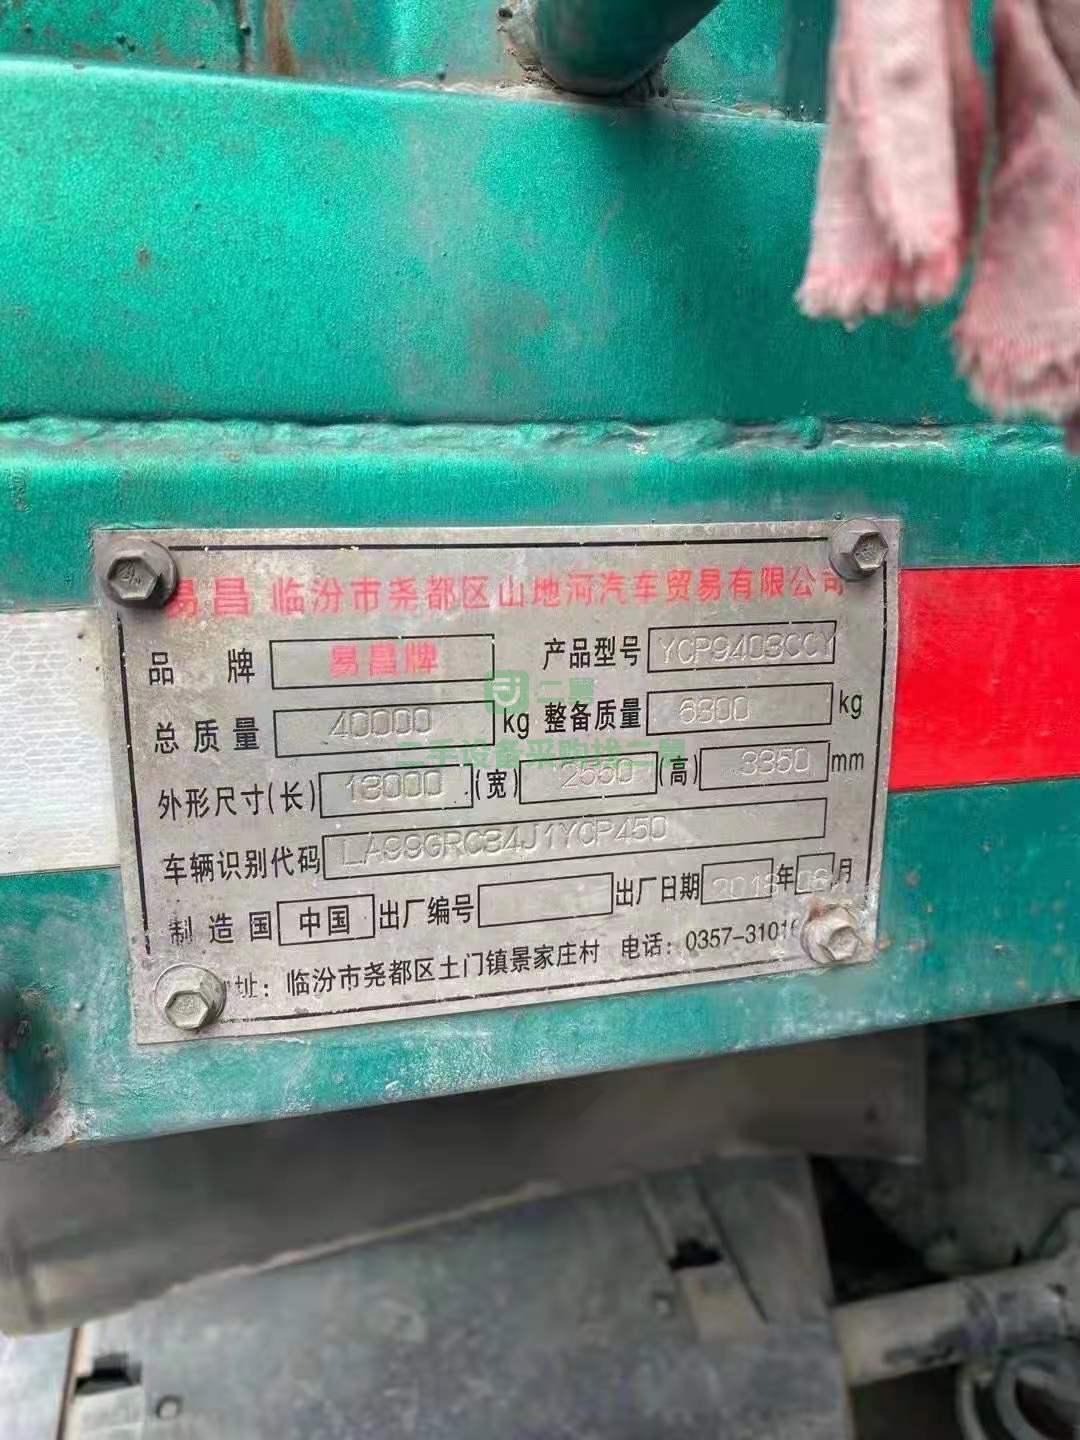 易昌 临汾市尧都区山地河汽车贸易有限公司
品 牌 易昌牌 产品型号 YCP9403CCY
总质量 40000 kg 整备质量 6300 kg
外形尺寸(长) 13000 (宽) 2550 (高) 3350 mm
车辆识别代码 LA99GRC34J1YCP450
制造国 中国 出厂编号 出厂日期 2018 年 08 月
址: 临汾市尧都区土门镇景家庄村 电话: 0357-3101
仁曼